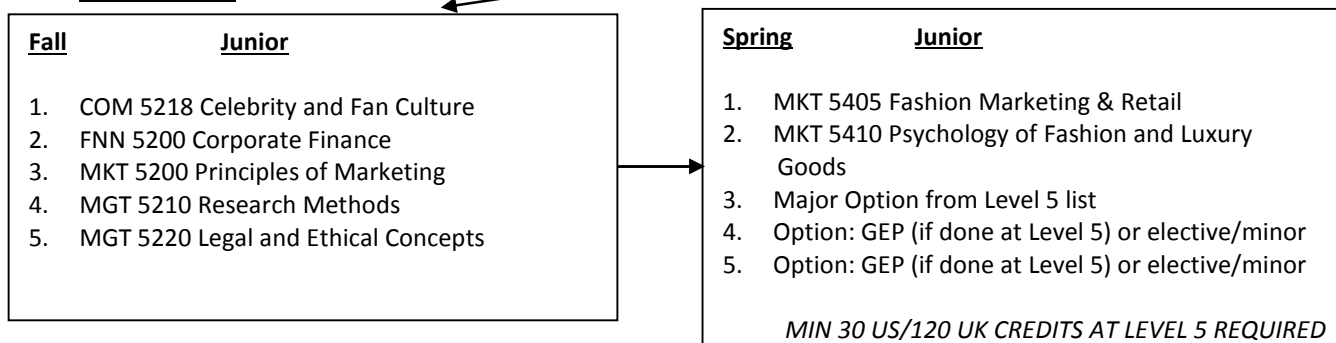 Fall Junior
1. COM 5218 Celebrity and Fan Culture
2. FNN 5200 Corporate Finance
3. MKT 5200 Principles of Marketing
4. MGT 5210 Research Methods
5. MGT 5220 Legal and Ethical Concepts
Spring Junior
1. MKT 5405 Fashion Marketing & Retail
2. MKT 5410 Psychology of Fashion and Luxury
Goods
3. Major Option from Level 5 list
4. Option: GEP (if done at Level 5) or elective/minor
5. Option: GEP (if done at Level 5) or elective/minor
MIN 30 US/120 UK CREDITS AT LEVEL 5 REQUIRED